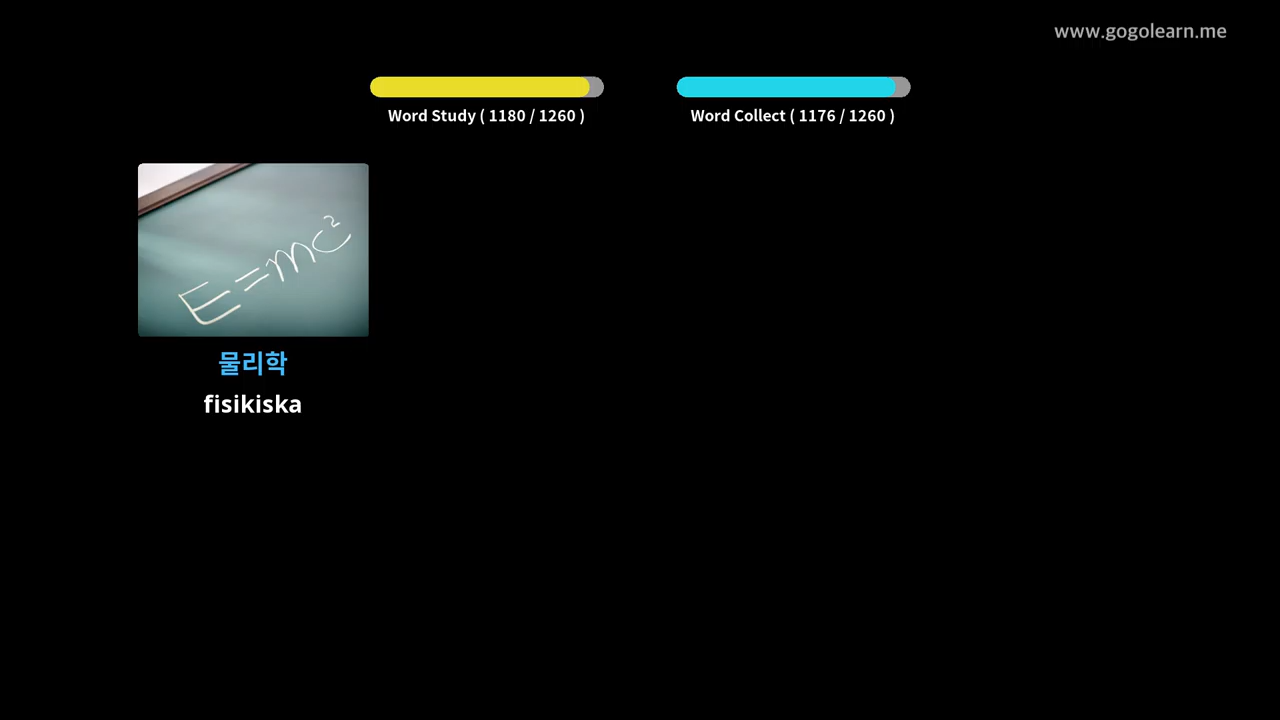 www.gogolearn.me
Word Study ( 1180 / 1260 )
Word Collect ( 1176 / 1260 )
E=mc²
물리학
fisikiska